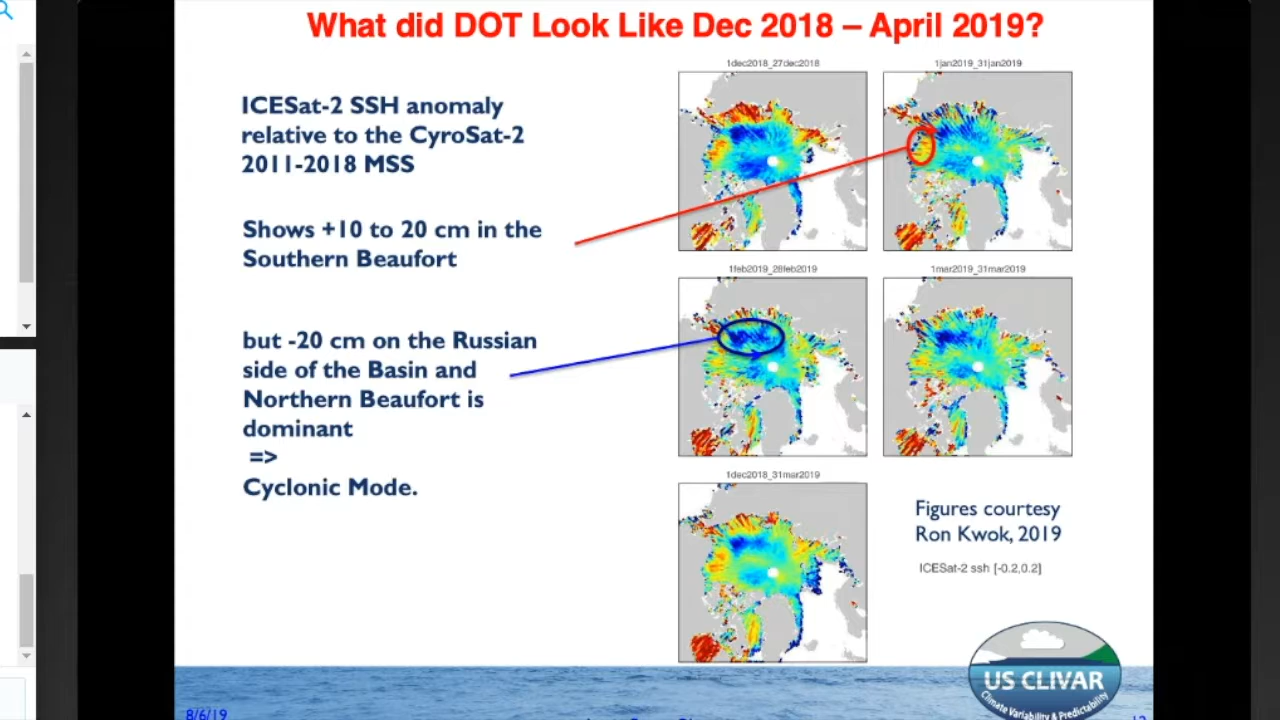 What did DOT Look Like Dec 2018 – April 2019?
ICESat-2 SSH anomaly
relative to the CyroSat-2
2011-2018 MSS
Shows +10 to 20 cm in the
Southern Beaufort
but -20 cm on the Russian
side of the Basin and
Northern Beaufort is
dominant
=>
Cyclonic Mode.
1dec2018_27dec2018
1jan2019_31jan2019
1feb2019_28feb2019
1mar2019_31mar2019
1dec2018_31mar2019
Figures courtesy
Ron Kwok, 2019
ICESat-2 ssh [-0.2,0.2]
US CLIVAR
Climate Variability & Predictability
8/6/19